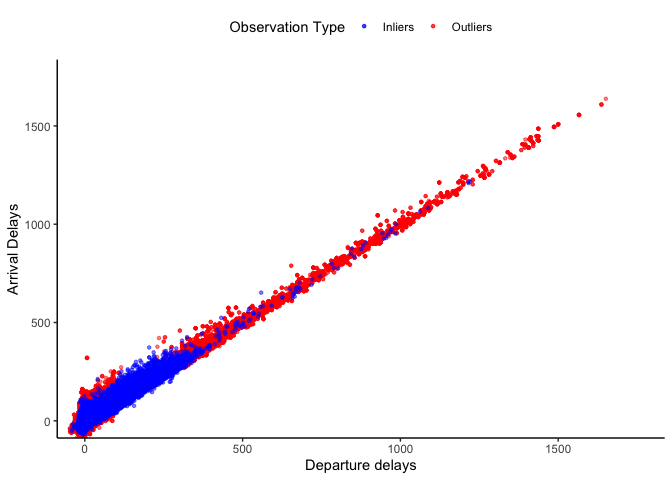 Observation Type Inliers Outliers
Arrival Delays
1500
1000
500
0
0 500 1000 1500
Departure delays